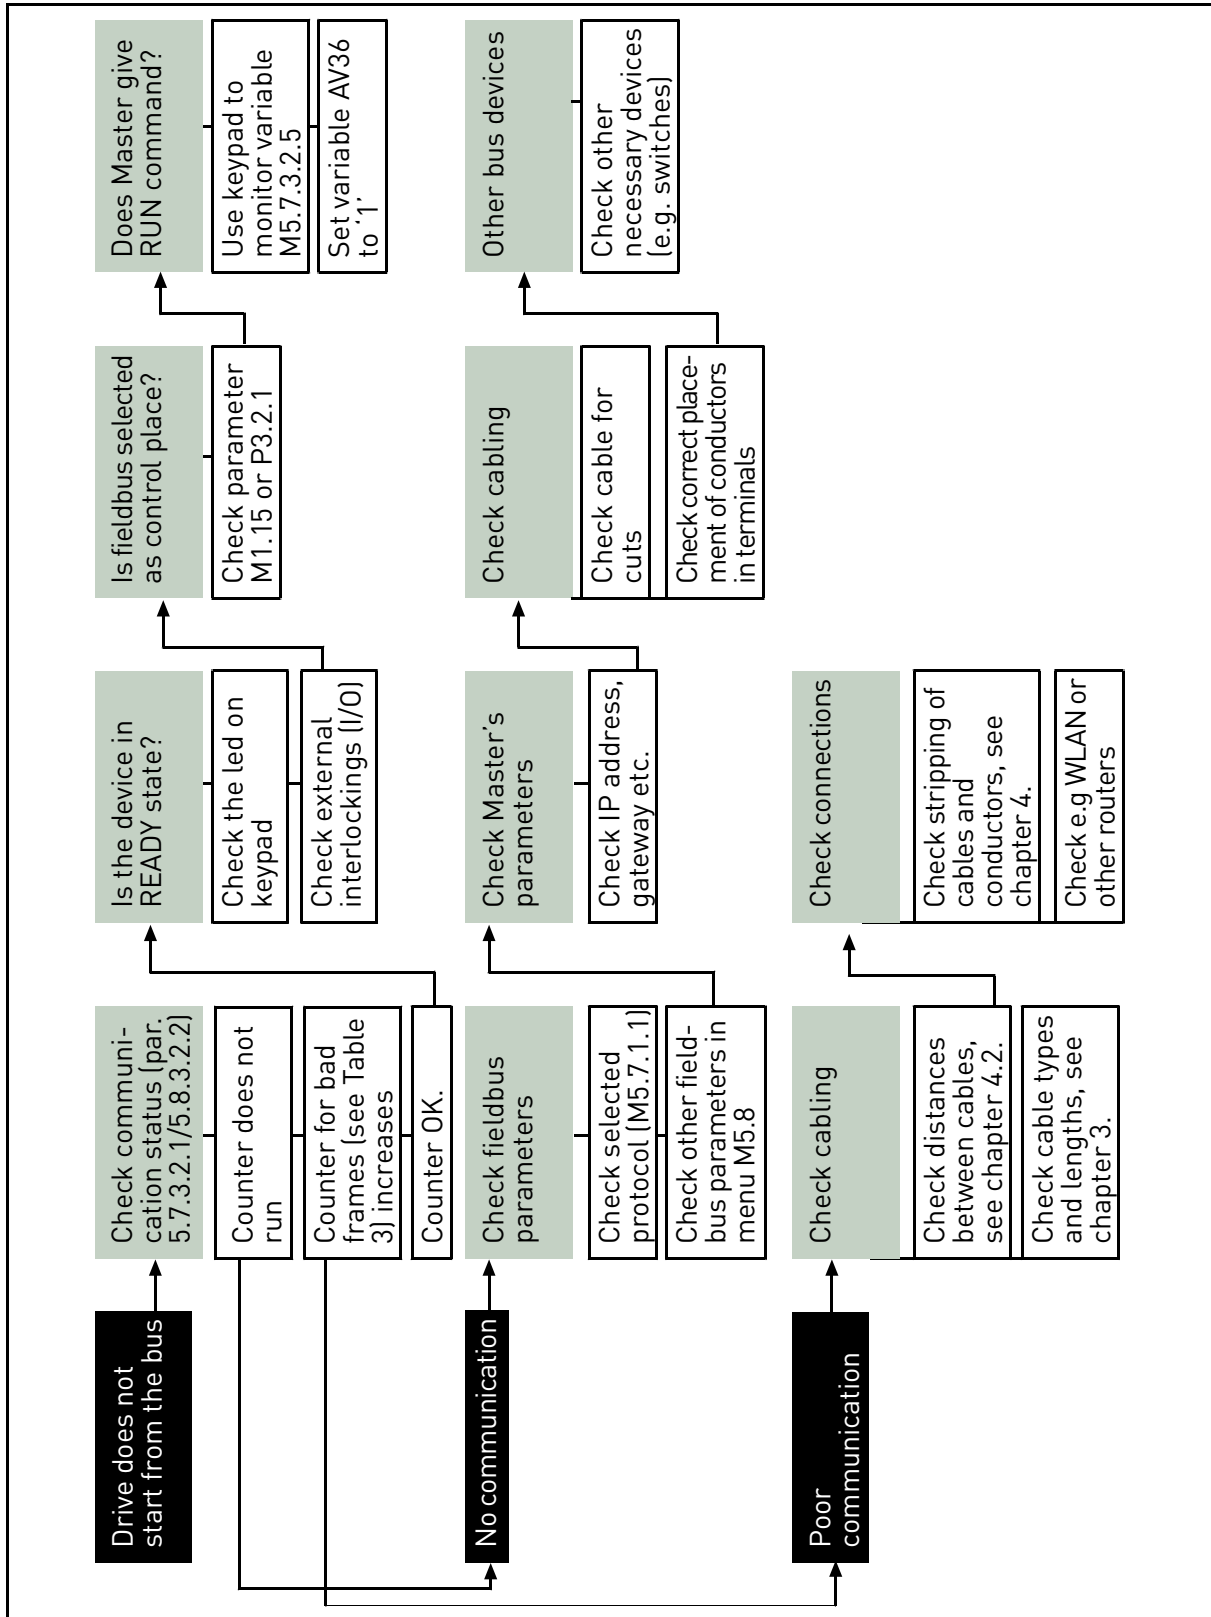 Drive does not
start from the bus
Check communi-
cation status (par.
5.7.3.2.1/5.8.3.2.2)
Counter does not
run
Counter for bad
frames (see Table
3) increases
Counter OK.
Is the device in
READY state?
Check the led on
keypad
Check external
interlockings (I/O)
Is fieldbus selected
as control place?
Check parameter
M1.15 or P3.2.1
Does Master give
RUN command?
Use keypad to
monitor variable
M5.7.3.2.5
Set variable AV36
to ‘1’
No communication
Check fieldbus
parameters
Check selected
protocol (M5.7.1.1)
Check other field-
bus parameters in
menu M5.8
Check Master’s
parameters
Check IP address,
gateway etc.
Check cabling
Check cable for
cuts
Check correct place-
ment of conductors
in terminals
Other bus devices
Check other
necessary devices
(e.g. switches)
Poor
communication
Check cabling
Check distances
between cables,
see chapter 4.2.
Check cable types
and lengths, see
chapter 3.
Check connections
Check stripping of
cables and
conductors, see
chapter 4.
Check e.g WLAN or
other routers